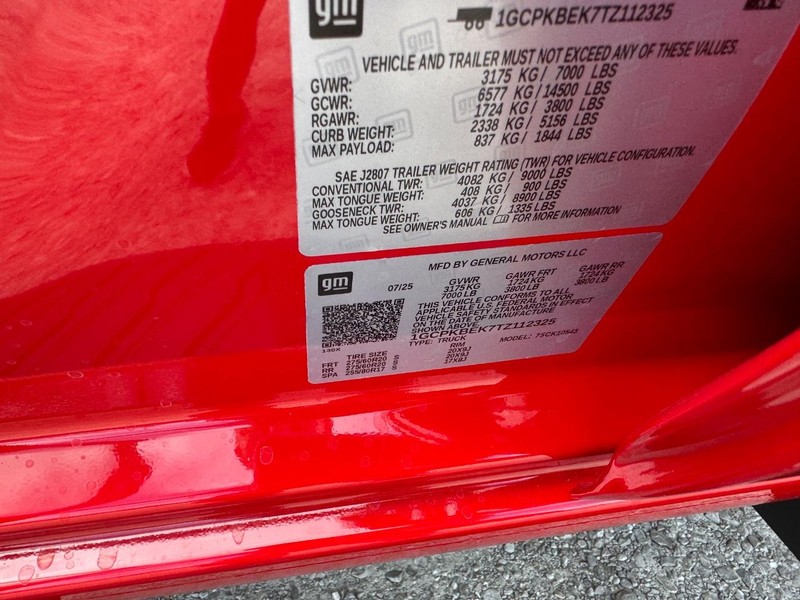 gm
1GCPKBEK7TZ112325
VEHICLE AND TRAILER MUST NOT EXCEED ANY OF THESE VALUES.
GVWR: 3175 KG / 7000 LBS
GCWR: 6577 KG / 14500 LBS
RGAWR: 1724 KG / 3800 LBS
CURB WEIGHT: 2338 KG / 5156 LBS
MAX PAYLOAD: 837 KG / 1844 LBS
SAE J2807 TRAILER WEIGHT RATING (TWR) FOR VEHICLE CONFIGURATION.
CONVENTIONAL TWR: 4082 KG / 9000 LBS
MAX TONGUE WEIGHT: 408 KG / 900 LBS
GOOSENECK TWR: 4037 KG / 8900 LBS
MAX TONGUE WEIGHT: 606 KG / 1335 LBS
SEE OWNER'S MANUAL FOR MORE INFORMATION
MFD BY GENERAL MOTORS LLC
gm 07/25 GVWR GAWR FRT GAWR RR
3175KG 1724KG 1724KG
7000 LB 3800 LB 3800 LB
THIS VEHICLE CONFORMS TO ALL
APPLICABLE U.S. FEDERAL MOTOR
VEHICLE SAFETY STANDARDS IN EFFECT
ON THE DATE OF MANUFACTURE
SHOWN ABOVE.
1GCPKBEK7TZ112325
TYPE: TRUCK MODEL: 7SCK10543
TIRE SIZE RIM
FRT 275/60R20 S 20X9J
RR 275/60R20 S 20X9J
SPA 255/80R17 S 17X8J